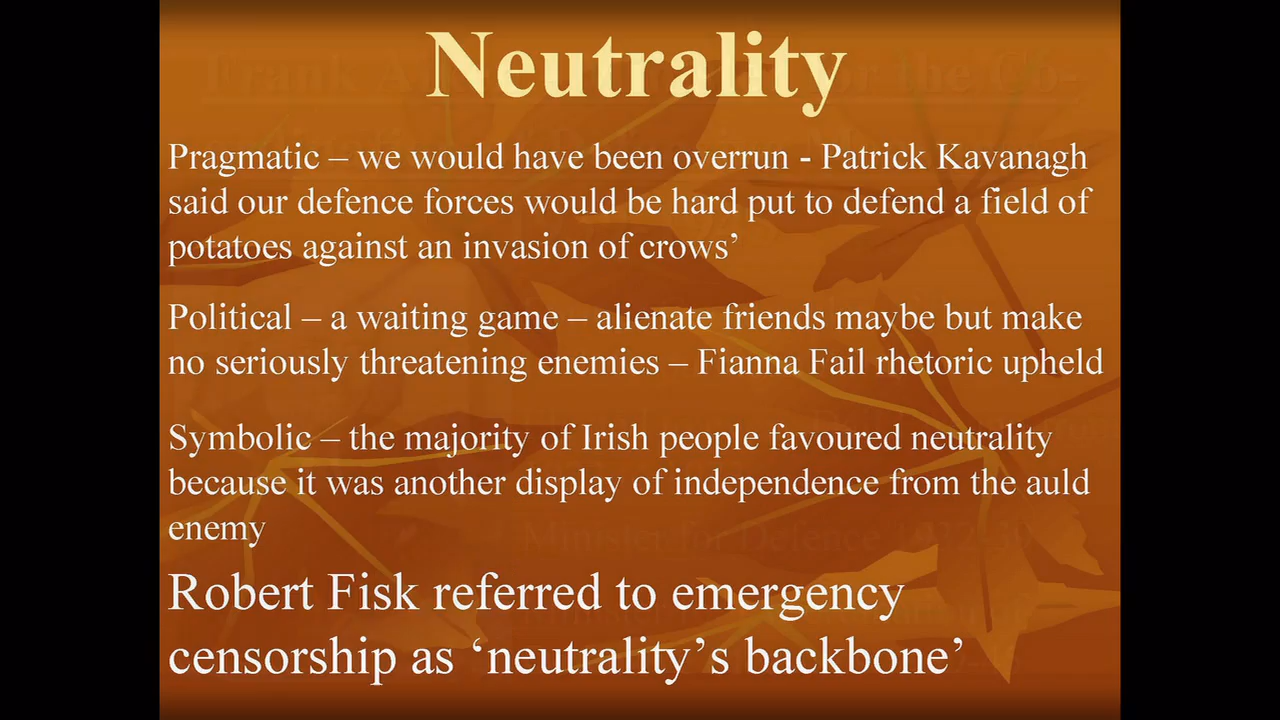 Neutrality
Pragmatic – we would have been overrun - Patrick Kavanagh
said our defence forces would be hard put to defend a field of
potatoes against an invasion of crows’
Political – a waiting game – alienate friends maybe but make
no seriously threatening enemies – Fianna Fail rhetoric upheld
Symbolic – the majority of Irish people favoured neutrality
because it was another display of independence from the auld
enemy
Robert Fisk referred to emergency
censorship as ‘neutrality’s backbone’